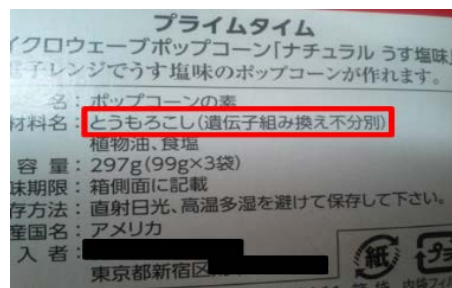 プライムタイム
イクロウェーブポップコーン「ナチュラル うす塩味
電子レンジでうす塩味のポップコーンが作れます。
名：ポップコーンの素
材料名：とうもろこし(遺伝子組み換え不分別)
植物油、食塩
容量：297g(99g×3袋)
味期限：箱側面に記載
存方法：直射日光、高温多湿を避けて保存して下さい。
産国名：アメリカ
入者：
東京都新宿区
紙
プラ